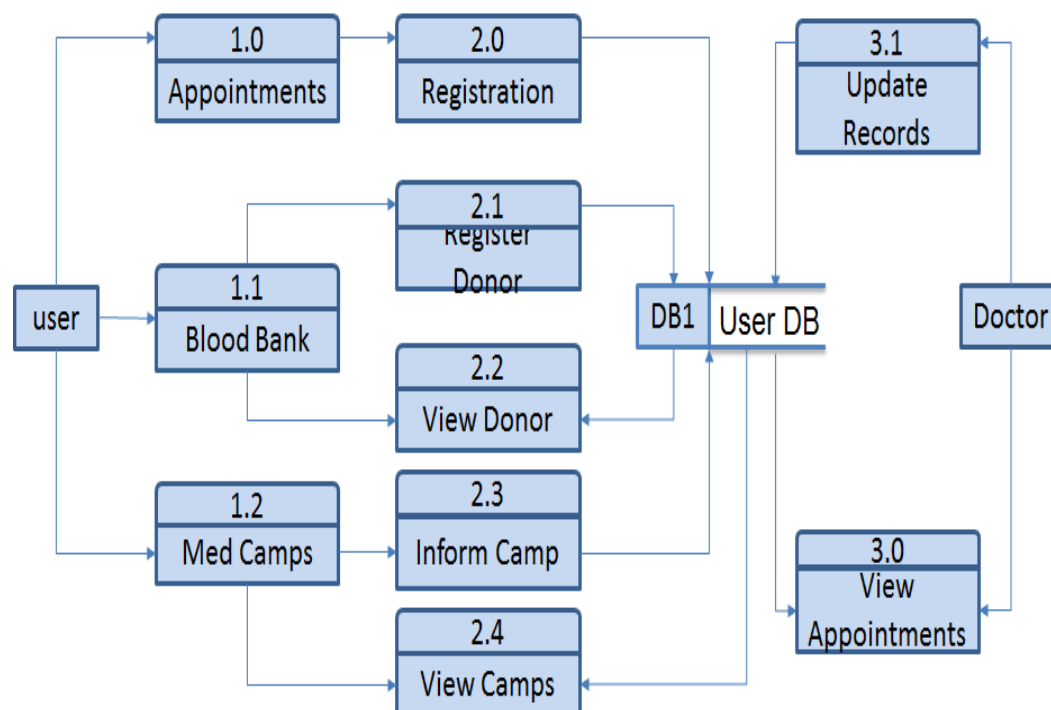 1.0
Appointments
2.0
Registration
3.1
Update
Records
2.1
Register
Donor
user
1.1
Blood Bank
DB1
User DB
Doctor
2.2
View Donor
1.2
Med Camps
2.3
Inform Camp
3.0
View
Appointments
2.4
View Camps